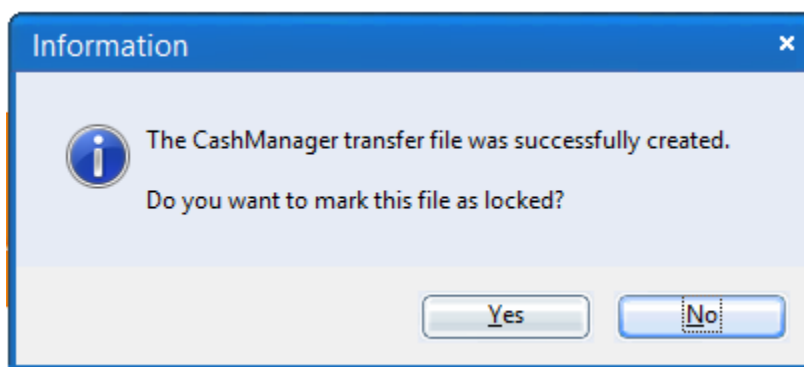 Information
The CashManager transfer file was successfully created.
Do you want to mark this file as locked?
Yes
No